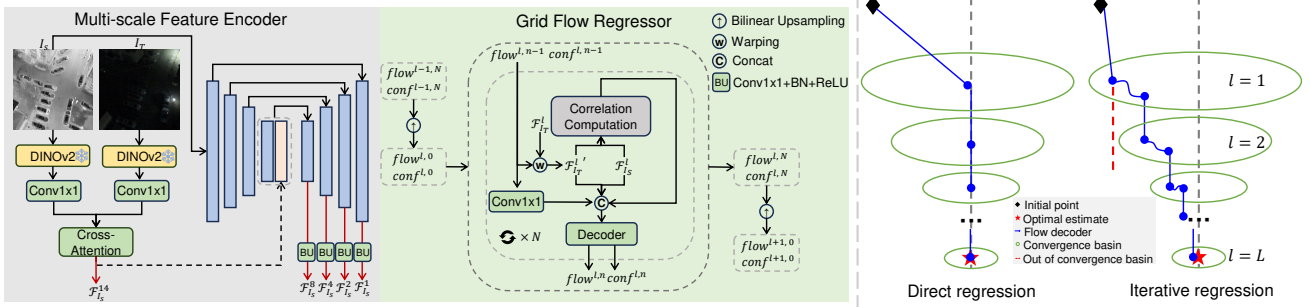 Multi-scale Feature Encoder
I_S
I_T
DINOv2
DINOv2
Conv1x1
Conv1x1
Cross-
Attention
F^{14}_{I_S}
BU
BU
BU
BU
F^8_{I_S}
F^4_{I_S}
F^2_{I_S}
F^1_{I_S}
Grid Flow Regressor
flow^{l-1,N}
conf^{l-1,N}
↑
flow^{l,0}
conf^{l,0}
flow^{l,n-1} conf^{l,n-1}
F^l_{I_T}
W
F^{l'}_{I_T}
F^l_{I_S}
Correlation
Computation
Conv1x1
C
Decoder
× N
flow^{l,n} conf^{l,n}
↑ Bilinear Upsampling
W Warping
C Concat
BU Conv1x1+BN+ReLU
flow^{l,N}
conf^{l,N}
↑
flow^{l+1,0}
conf^{l+1,0}
l = 1
l = 2
...
...
Initial point
Optimal estimate
Flow decoder
Convergence basin
Out of convergence basin
l = L
Direct regression
Iterative regression